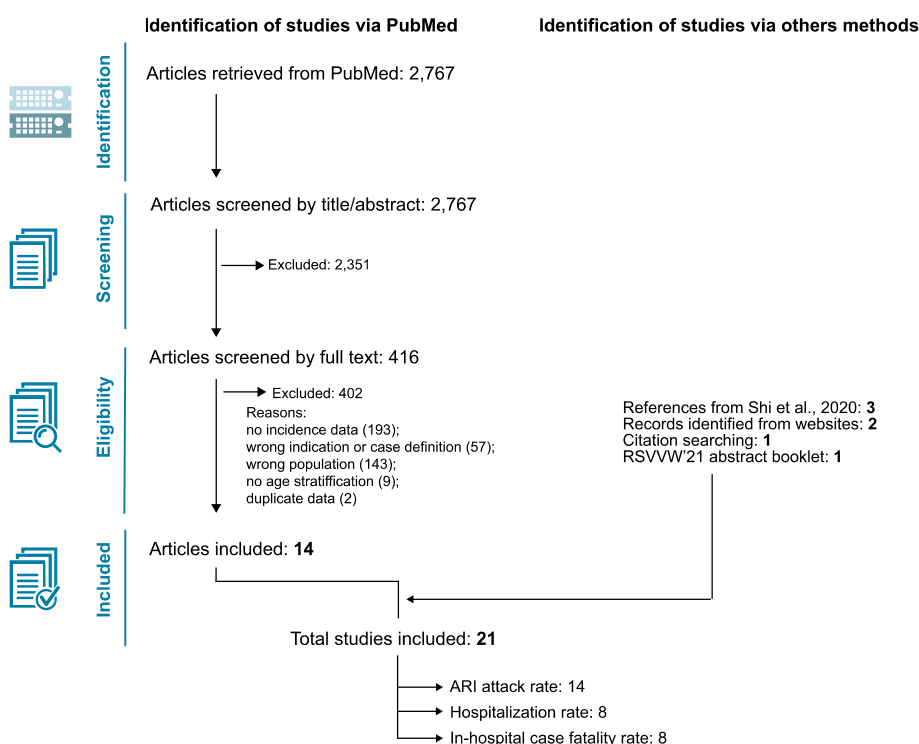 Identification of studies via PubMed
Identification of studies via others methods
Identification
Articles retrieved from PubMed: 2,767
Screening
Articles screened by title/abstract: 2,767
Excluded: 2,351
Eligibility
Articles screened by full text: 416
Excluded: 402
Reasons:
no incidence data (193);
wrong indication or case definition (57);
wrong population (143);
no age stratiffication (9);
duplicate data (2)
References from Shi et al., 2020: 3
Records identified from websites: 2
Citation searching: 1
RSVVW'21 abstract booklet: 1
Included
Articles included: 14
Total studies included: 21
ARI attack rate: 14
Hospitalization rate: 8
In-hospital case fatality rate: 8